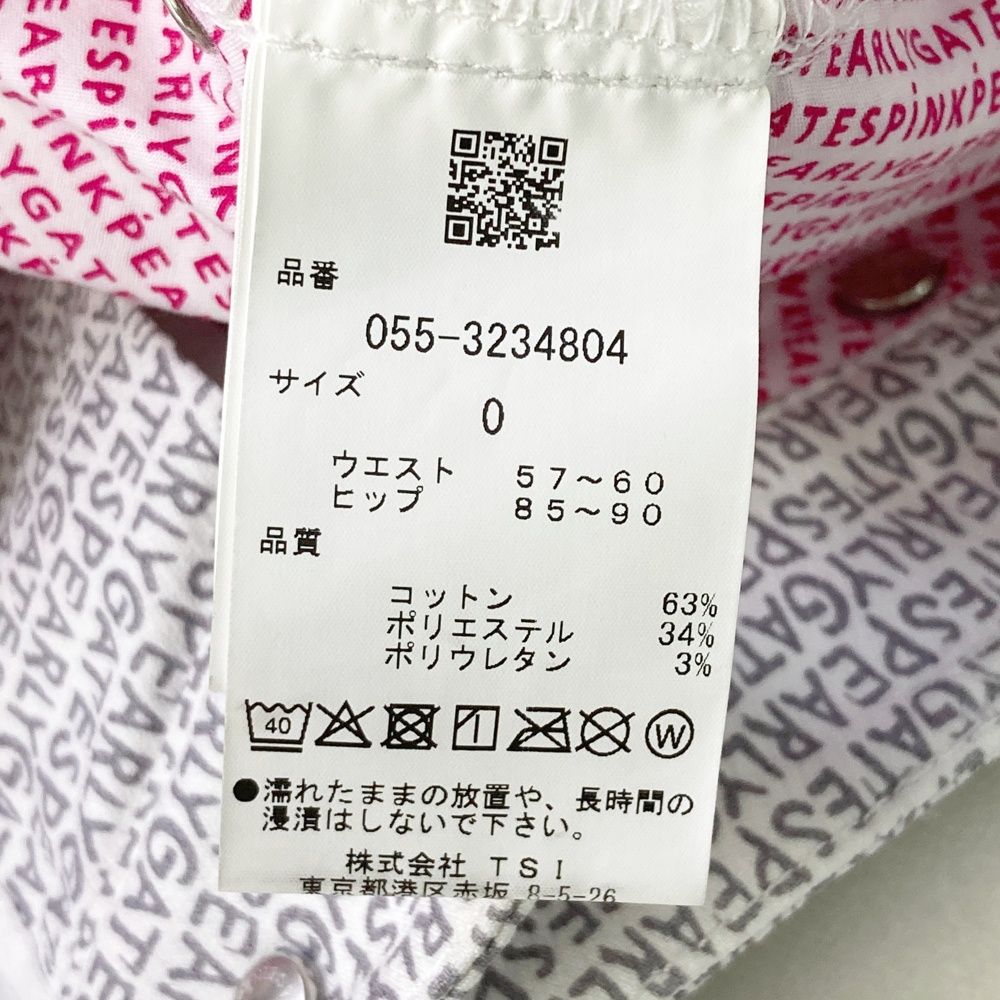 品番
055-3234804
サイズ
0
ウエスト 57~60
ヒップ 85~90
品質
コットン 63%
ポリエステル 34%
ポリウレタン 3%
40
W
●濡れたままの放置や、長時間の
浸漬はしないで下さい。
株式会社 TSI
東京都港区赤坂 8-5-26
EARLYGATE
ATESPINKPE
EARLYGAT